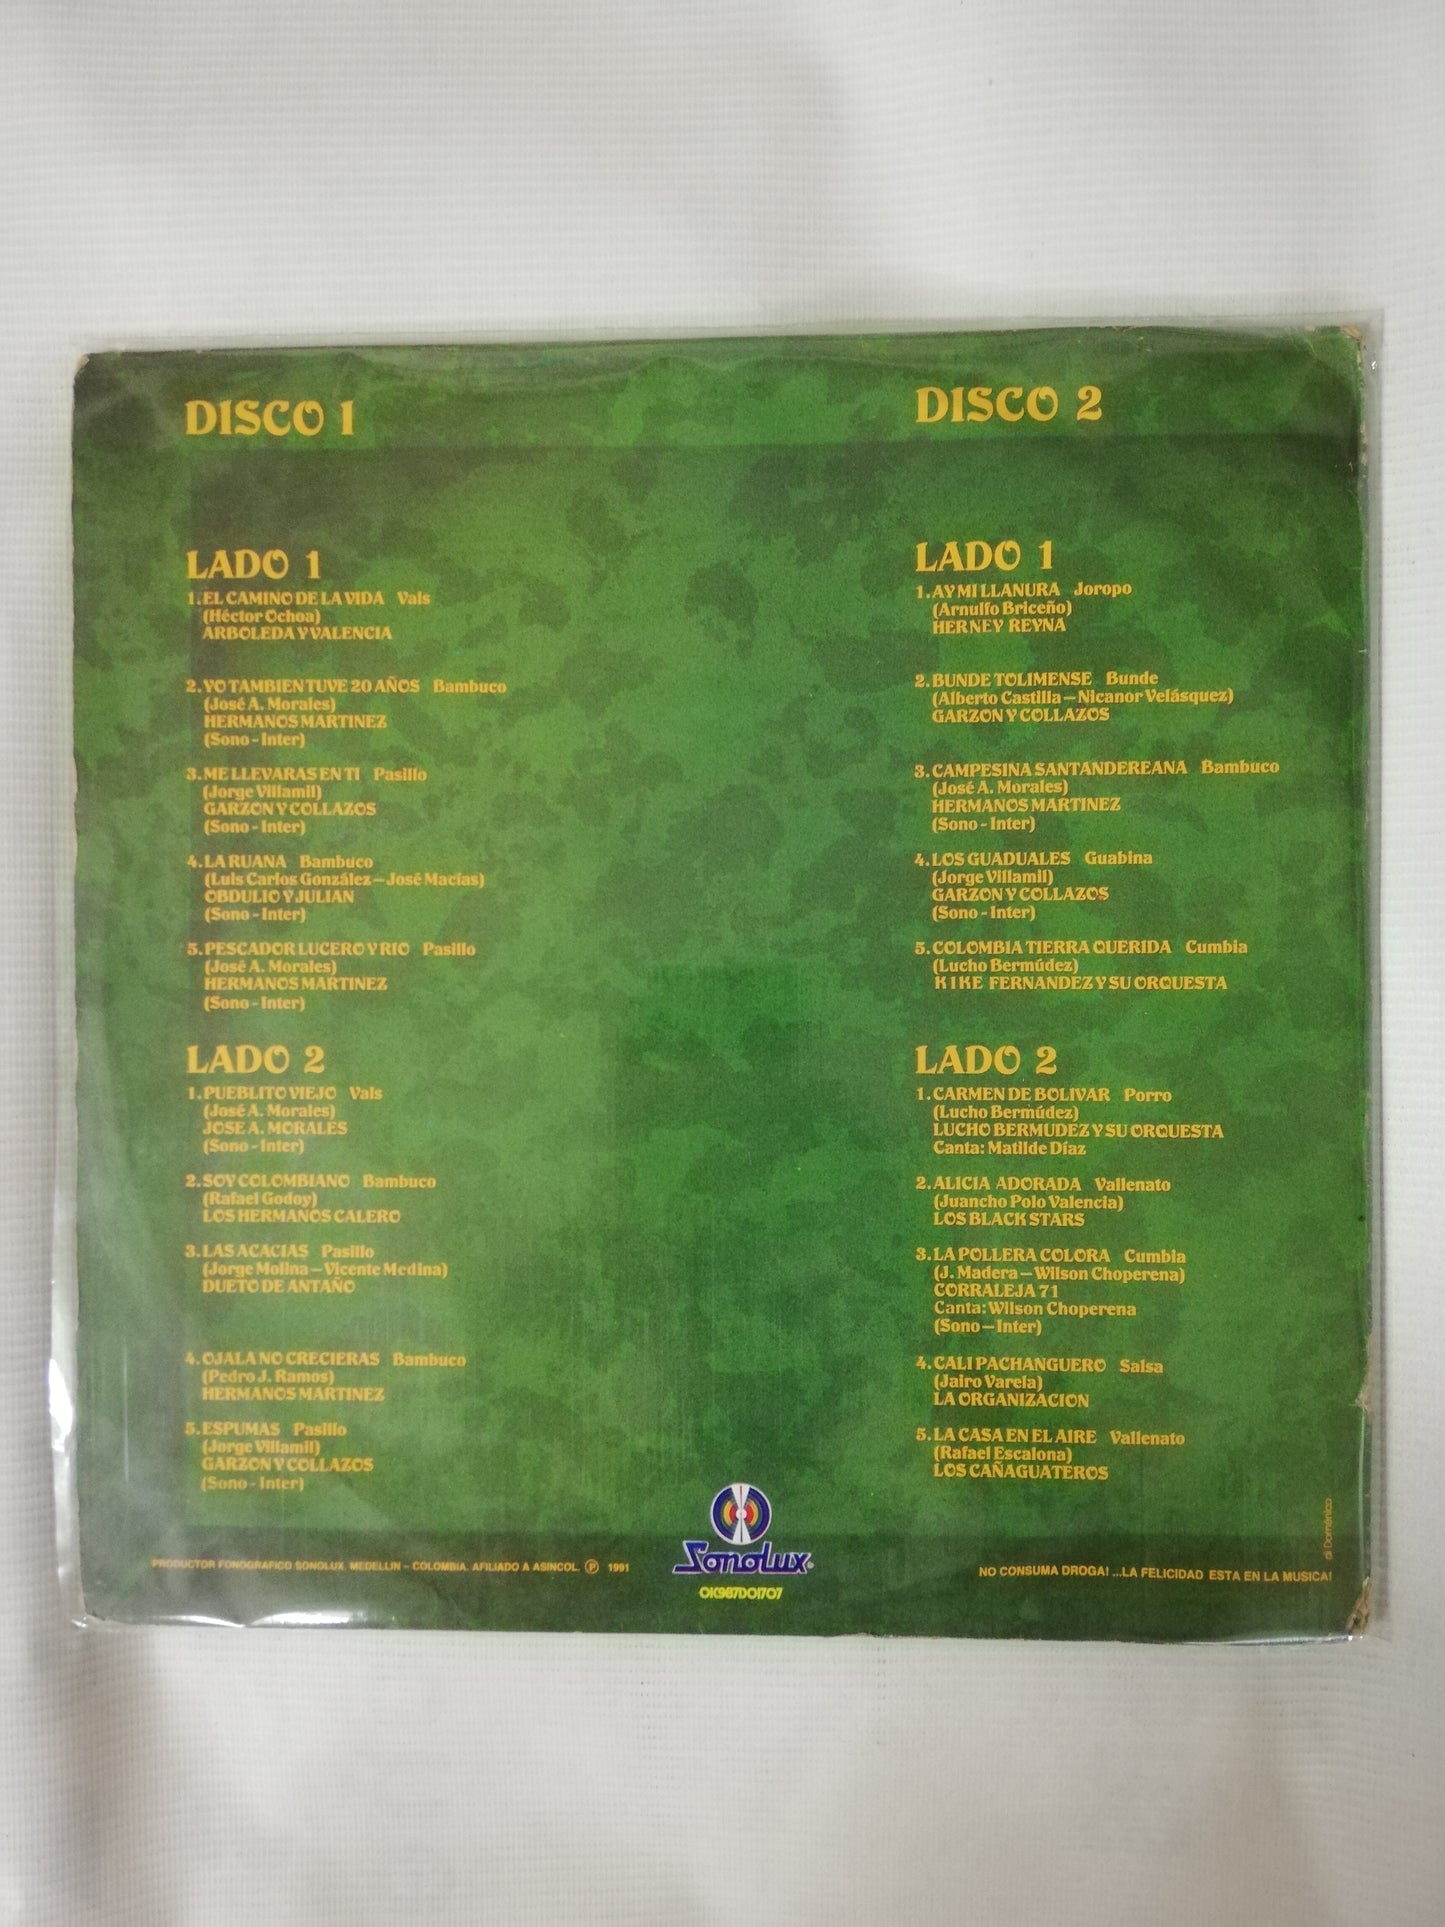 DISCO 1
LADO 1
1. EL CAMINO DE LA VIDA Vals
(Héctor Ochoa)
ARBOLEDA Y VALENCIA
2. YO TAMBIEN TUVE 20 AÑOS Bambuco
(José A. Morales)
HERMANOS MARTINEZ
(Sono - Inter)
3. ME LLEVARAS EN TI Pasillo
(Jorge Villamil)
GARZON Y COLLAZOS
(Sono - Inter)
4. LA RUANA Bambuco
(Luis Carlos González – José Macías)
OBDULIO Y JULIAN
(Sono - Inter)
5. PESCADOR LUCERO Y RIO Pasillo
(José A. Morales)
HERMANOS MARTINEZ
(Sono - Inter)
LADO 2
1. PUEBLITO VIEJO Vals
(José A. Morales)
JOSE A. MORALES
(Sono - Inter)
2. SOY COLOMBIANO Bambuco
(Rafael Godoy)
LOS HERMANOS CALERO
3. LAS ACACIAS Pasillo
(Jorge Molina – Vicente Medina)
DUETO DE ANTAÑO
4. OJALA NO CRECIERAS Bambuco
(Pedro J. Ramos)
HERMANOS MARTINEZ
5. ESPUMAS Pasillo
(Jorge Villamil)
GARZON Y COLLAZOS
(Sono - Inter)
DISCO 2
LADO 1
1. AY MI LLANURA Joropo
(Arnulfo Briceño)
HERNEY REYNA
2. BUNDE TOLIMENSE Bunde
(Alberto Castilla – Nicanor Velásquez)
GARZON Y COLLAZOS
3. CAMPESINA SANTANDEREANA Bambuco
(José A. Morales)
HERMANOS MARTINEZ
(Sono - Inter)
4. LOS GUADUALES Guabina
(Jorge Villamil)
GARZON Y COLLAZOS
(Sono - Inter)
5. COLOMBIA TIERRA QUERIDA Cumbia
(Lucho Bermúdez)
KIKE FERNANDEZ Y SU ORQUESTA
LADO 2
1. CARMEN DE BOLIVAR Porro
(Lucho Bermúdez)
LUCHO BERMUDEZ Y SU ORQUESTA
Canta: Matilde Díaz
2. ALICIA ADORADA Vallenato
(Juancho Polo Valencia)
LOS BLACK STARS
3. LA POLLERA COLORA Cumbia
(J. Madera – Wilson Choperena)
CORRALEJA 71
Canta: Wilson Choperena
(Sono – Inter)
4. CALI PACHANGUERO Salsa
(Jairo Varela)
LA ORGANIZACION
5. LA CASA EN EL AIRE Vallenato
(Rafael Escalona)
LOS CAÑAGUATEROS
di Doménico.
PRODUCTOR FONOGRAFICO SONOLUX. MEDELLIN – COLOMBIA. AFILIADO A ASINCOL. Ⓟ 1991
Sonolux®
OIC987DO1707
NO CONSUMA DROGA! ...LA FELICIDAD ESTA EN LA MUSICA!